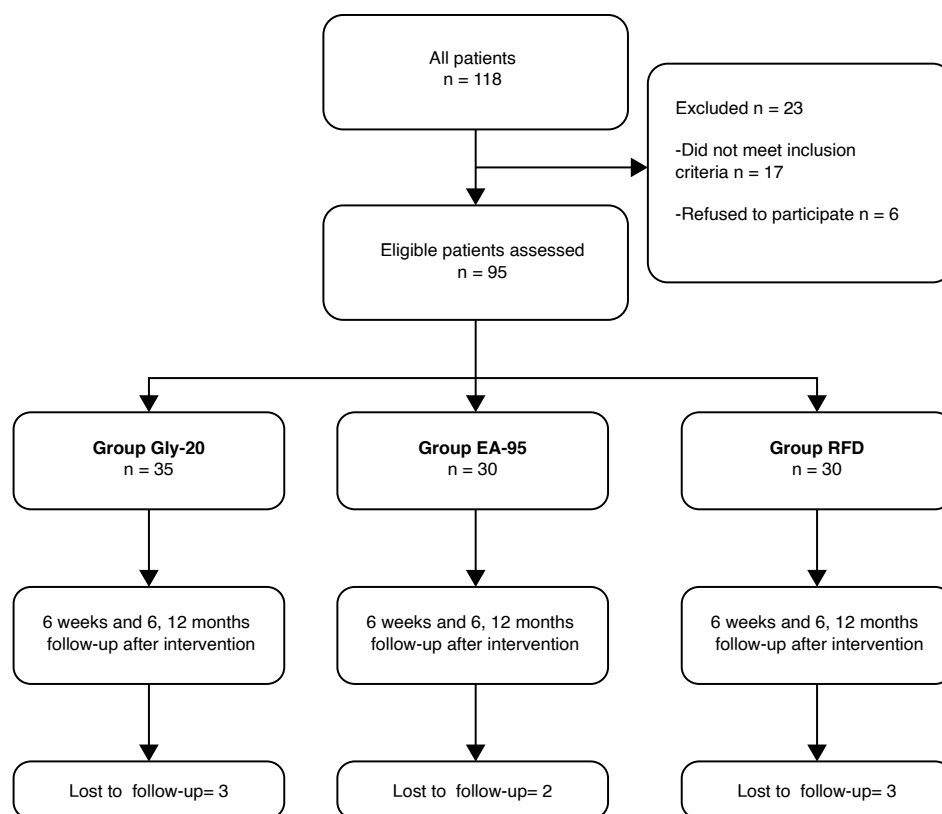 All patients
n = 118
Excluded n = 23
-Did not meet inclusion
criteria n = 17
-Refused to participate n = 6
Eligible patients assessed
n = 95
Group Gly-20
n = 35
Group EA-95
n = 30
Group RFD
n = 30
6 weeks and 6, 12 months
follow-up after intervention
6 weeks and 6, 12 months
follow-up after intervention
6 weeks and 6, 12 months
follow-up after intervention
Lost to follow-up= 3
Lost to follow-up= 2
Lost to follow-up= 3